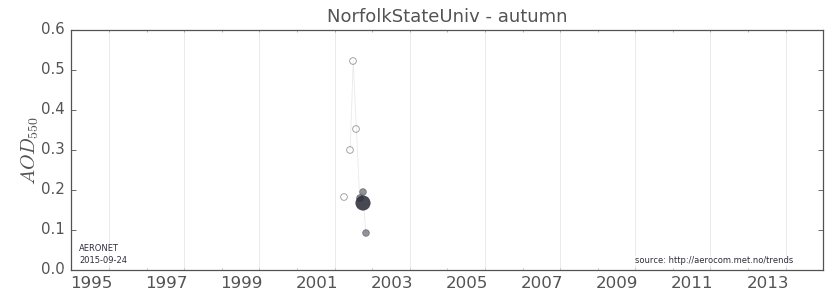 NorfolkStateUniv - autumn
0.6
0.5
0.4
0.3
0.2
0.1
0.0
AOD550
AERONET
2015-09-24
source: http://aerocom.met.no/trends
1995 1997 1999 2001 2003 2005 2007 2009 2011 2013